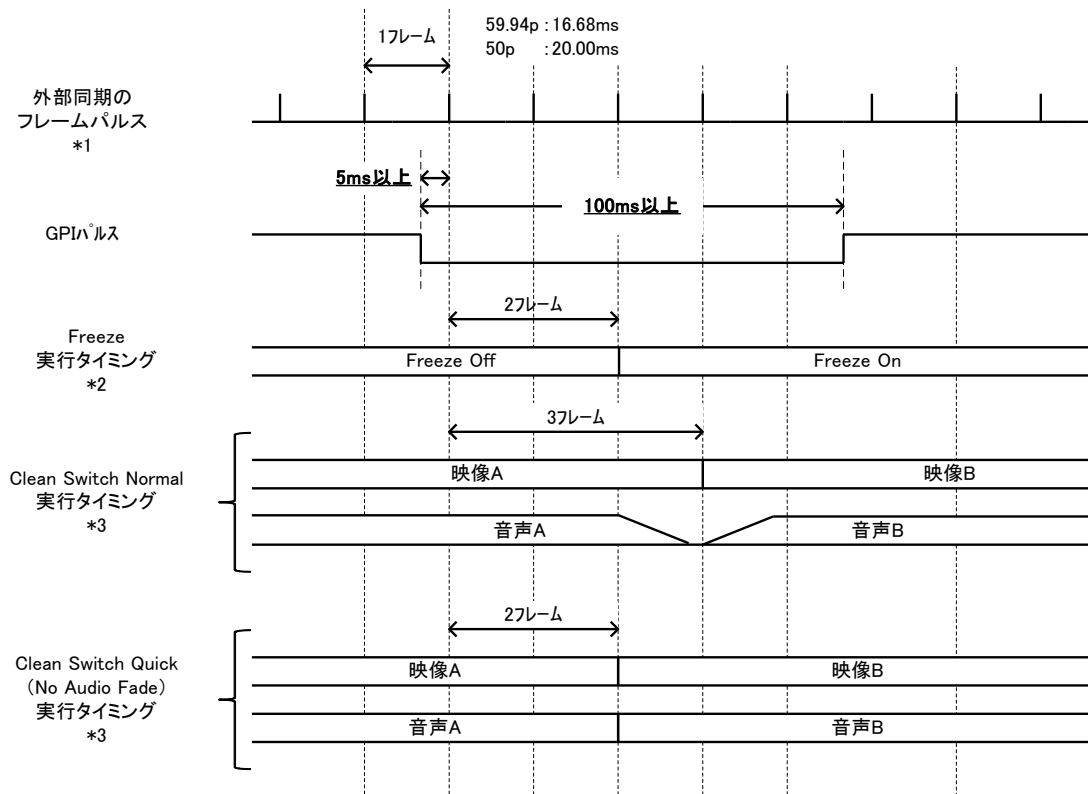 59.94p : 16.68ms
50p : 20.00ms
1ﾌﾚｰﾑ
外部同期の
フレームパルス
*1
5ms以上
100ms以上
GPIﾊﾟﾙｽ
2ﾌﾚｰﾑ
Freeze
実行タイミング
*2
Freeze Off
Freeze On
3ﾌﾚｰﾑ
Clean Switch Normal
実行タイミング
*3
映像A
映像B
音声A
音声B
2ﾌﾚｰﾑ
Clean Switch Quick
（No Audio Fade）
実行タイミング
*3
映像A
映像B
音声A
音声B